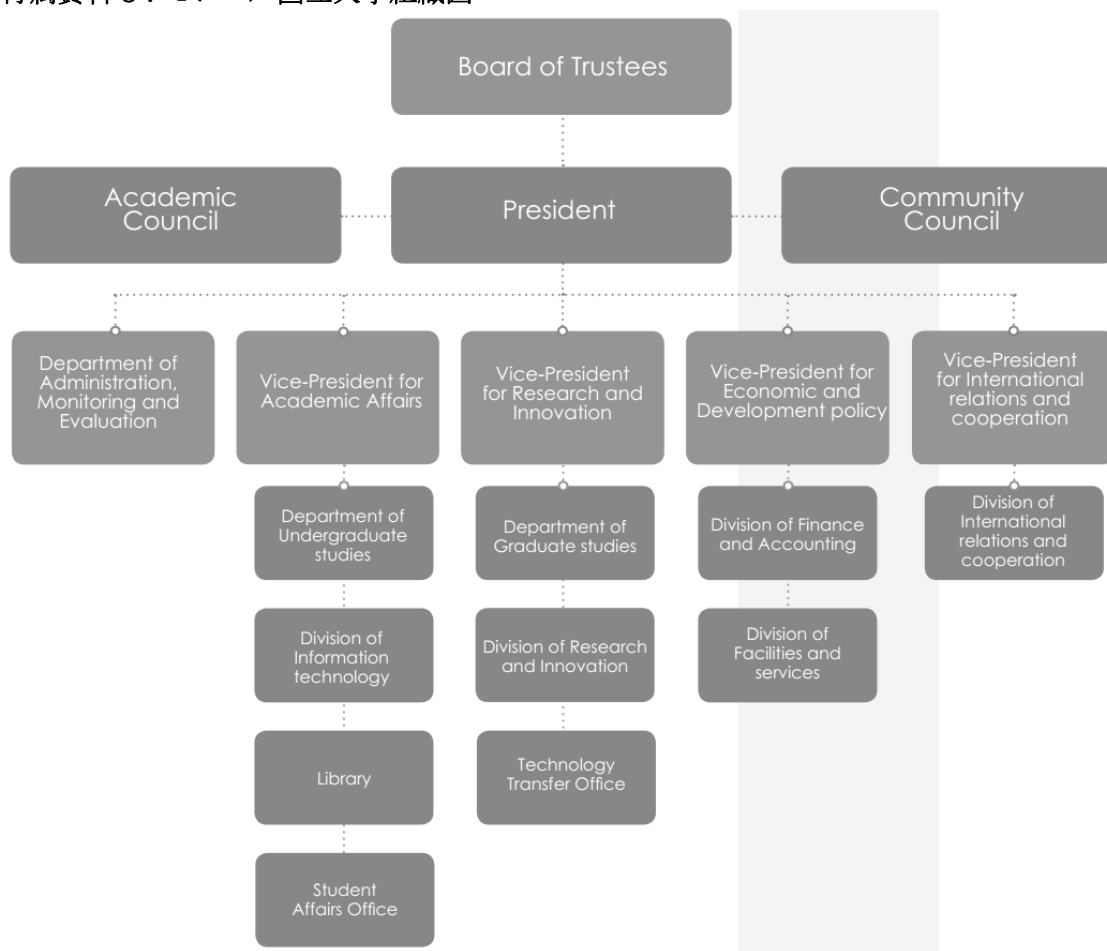 Board of Trustees
Academic
Council
President
Community
Council
Department of
Administration,
Monitoring and
Evaluation
Vice-President for
Academic Affairs
Vice-President
for Research and
Innovation
Vice-President for
Economic and
Development policy
Vice-President
for International
relations and
cooperation
Department of
Undergraduate
studies
Department of
Graduate studies
Division of Finance
and Accounting
Division of
International
relations and
cooperation
Division of
Information
technology
Division of Research
and Innovation
Division of
Facilities and
services
Library
Technology
Transfer Office
Student
Affairs Office